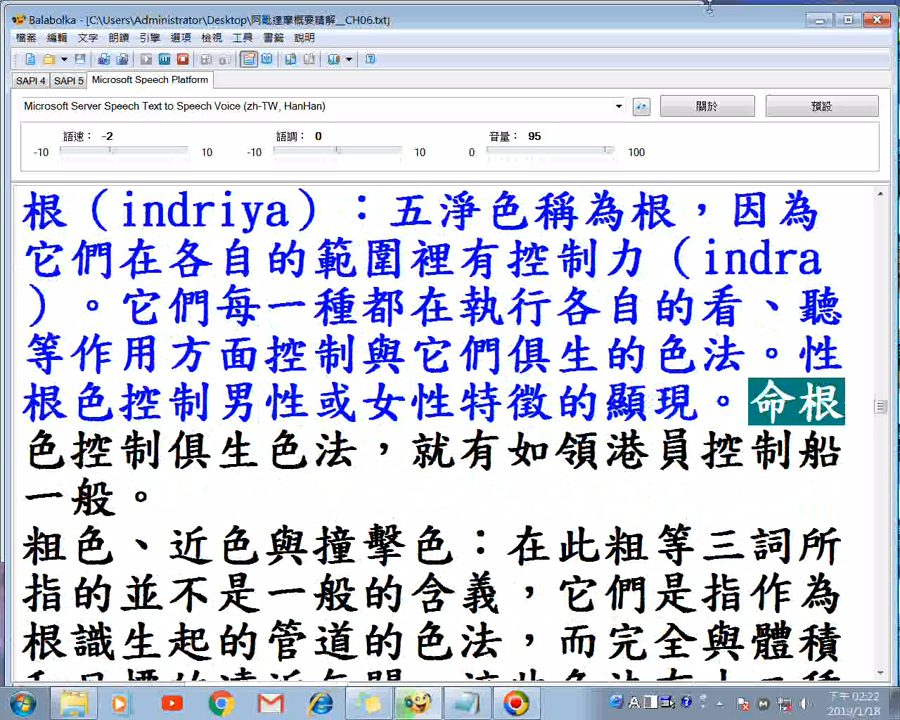 Balabolka - [C:\Users\Administrator\Desktop\阿毗達摩概要精解__CH06.txt]
檔案 編輯 文字 朗讀 引擎 選項 檢視 工具 書籤 說明
SAPI 4 SAPI 5 Microsoft Speech Platform
Microsoft Server Speech Text to Speech Voice (zh-TW, HanHan) 關於 預設
語速： -2 語調： 0 音量： 95
-10 10 -10 10 0 100
根（indriya）：五淨色稱為根，因為
它們在各自的範圍裡有控制力（indra
）。它們每一種都在執行各自的看、聽
等作用方面控制與它們俱生的色法。性
根色控制男性或女性特徵的顯現。命根
色控制俱生色法，就有如領港員控制船
一般。
粗色、近色與撞擊色：在此粗等三詞所
指的並不是一般的含義，它們是指作為
根識生起的管道的色法，而完全與體積
下午 02:22
2019/1/18